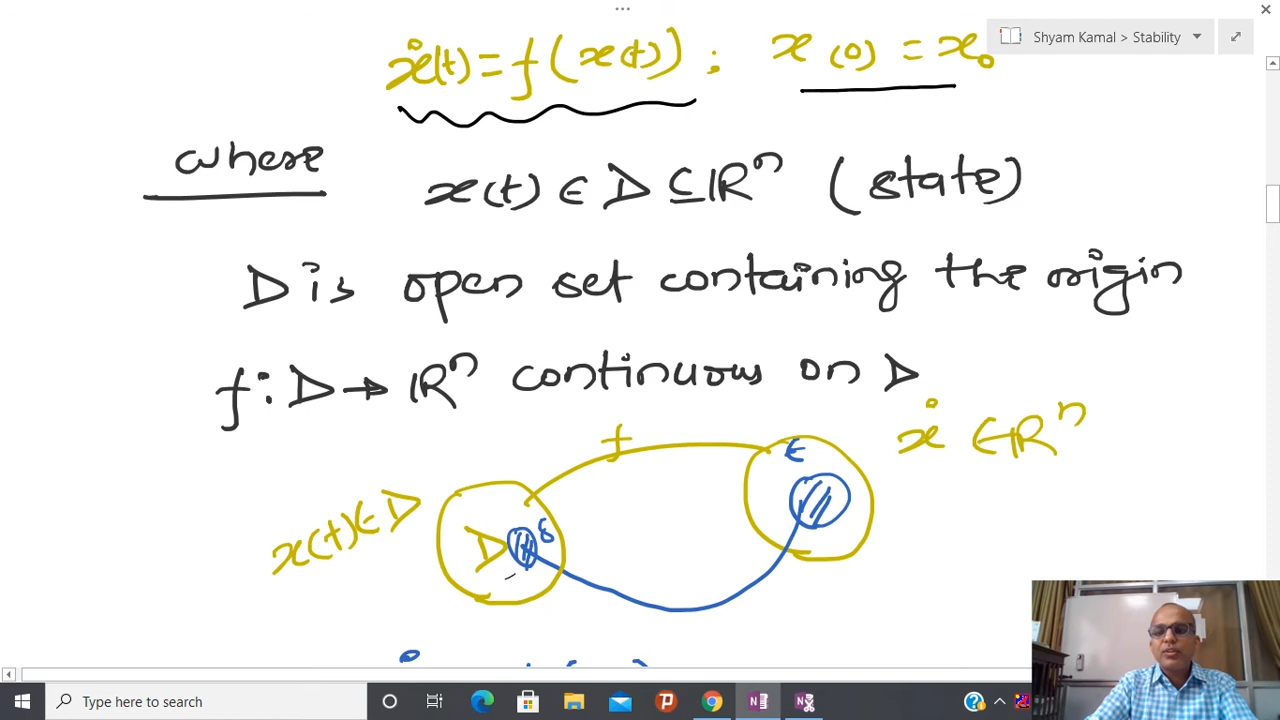 Shyam Kamal > Stability
ẋ(t) = f(x(t)) ; x(0) = x₀
where x(t) ∈ D ⊆ ℝⁿ (state)
D is open set containing the origin
f: D → ℝⁿ continuous on D
f
ẋ ∈ ℝⁿ
ϵ
x(t) ∈ D
D
δ
Type here to search